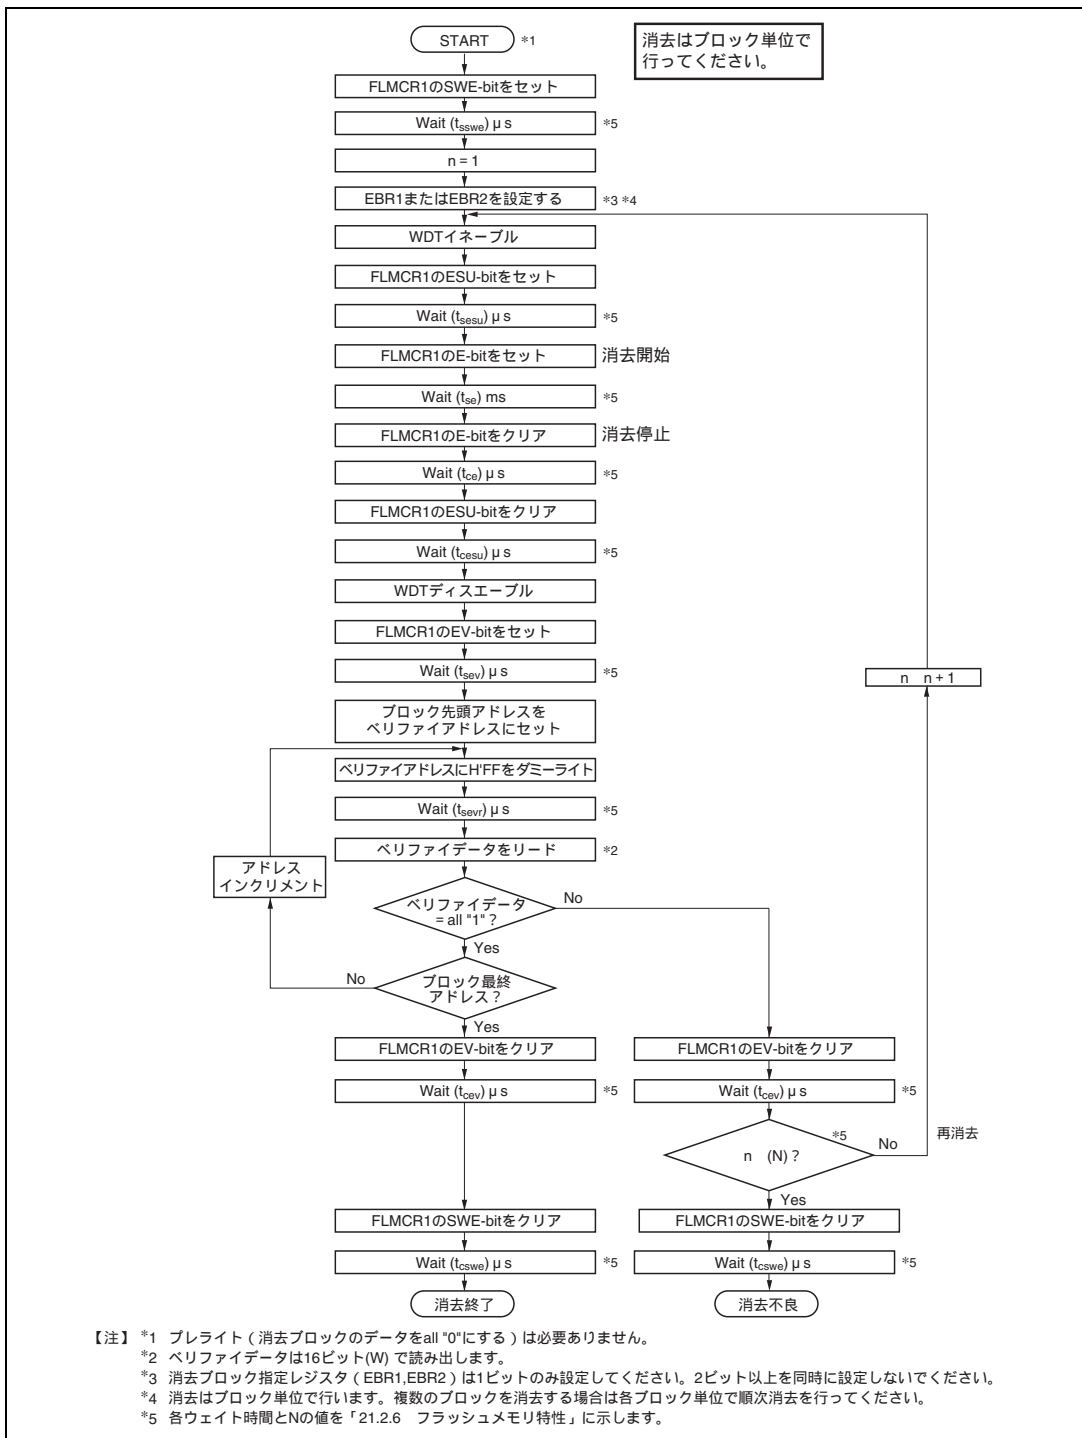 START *1
消去はブロック単位で
行ってください。
FLMCR1のSWE-bitをセット
Wait (tsswe) μ s *5
n = 1
EBR1またはEBR2を設定する *3 *4
WDTイネーブル
FLMCR1のESU-bitをセット
Wait (tsesu) μ s *5
FLMCR1のE-bitをセット 消去開始
Wait (tse) ms *5
FLMCR1のE-bitをクリア 消去停止
Wait (tce) μ s *5
FLMCR1のESU-bitをクリア
Wait (tcesu) μ s *5
WDTディスエーブル
FLMCR1のEV-bitをセット
Wait (tsev) μ s *5
n n + 1
ブロック先頭アドレスを
ベリファイアドレスにセット
ベリファイアドレスにH'FFをダミーライト
Wait (tsevr) μ s *5
ベリファイデータをリード *2
アドレス
インクリメント
ベリファイデータ
= all "1" ?
No
Yes
ブロック最終
アドレス ?
No
Yes
FLMCR1のEV-bitをクリア
Wait (tcev) μ s *5
FLMCR1のEV-bitをクリア
Wait (tcev) μ s *5
n (N) ? *5
No
再消去
Yes
FLMCR1のSWE-bitをクリア
Wait (tcswe) μ s *5
消去終了
FLMCR1のSWE-bitをクリア
Wait (tcswe) μ s *5
消去不良
【注】 *1 プレライト（消去ブロックのデータをall "0"にする）は必要ありません。
*2 ベリファイデータは16ビット(W) で読み出します。
*3 消去ブロック指定レジスタ（EBR1,EBR2）は1ビットのみ設定してください。2ビット以上を同時に設定しないでください。
*4 消去はブロック単位で行います。複数のブロックを消去する場合は各ブロック単位で順次消去を行ってください。
*5 各ウェイト時間とNの値を「21.2.6 フラッシュメモリ特性」に示します。